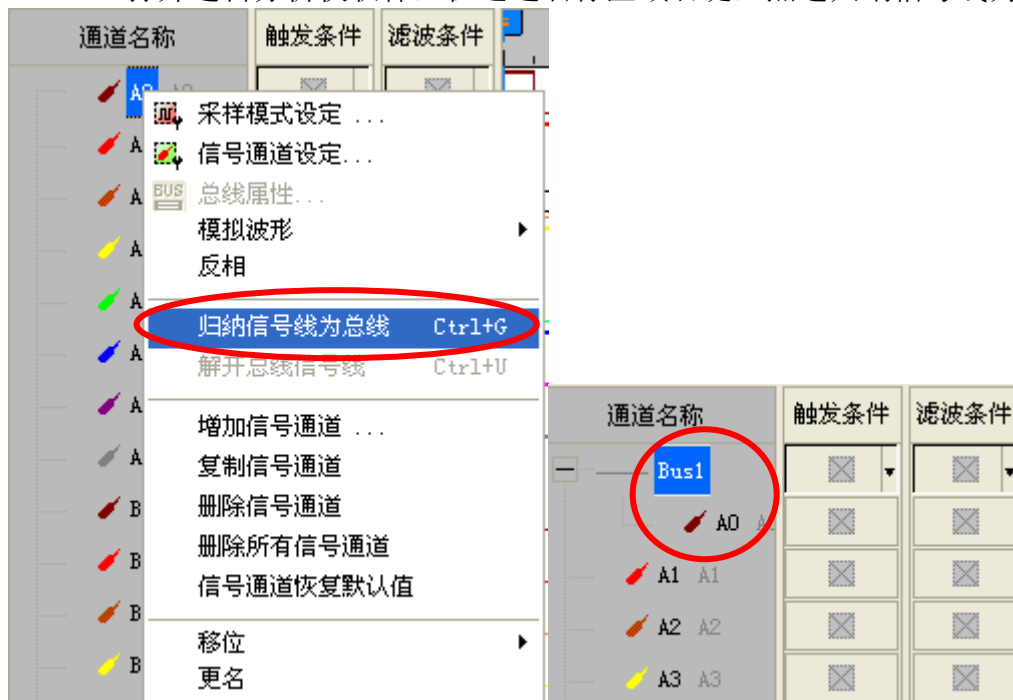 通道名称 触发条件 滤波条件
A0
A
A
A
A
A
A
A
B
B
B
B
采样模式设定 ...
信号通道设定...
BUS 总线属性...
模拟波形
反相
归纳信号线为总线 Ctrl+G
解开总线信号线 Ctrl+U
增加信号通道 ...
复制信号通道
删除信号通道
删除所有信号通道
信号通道恢复默认值
移位
更名
通道名称 触发条件 滤波条件
Bus1
A0
A1 A1
A2 A2
A3 A3